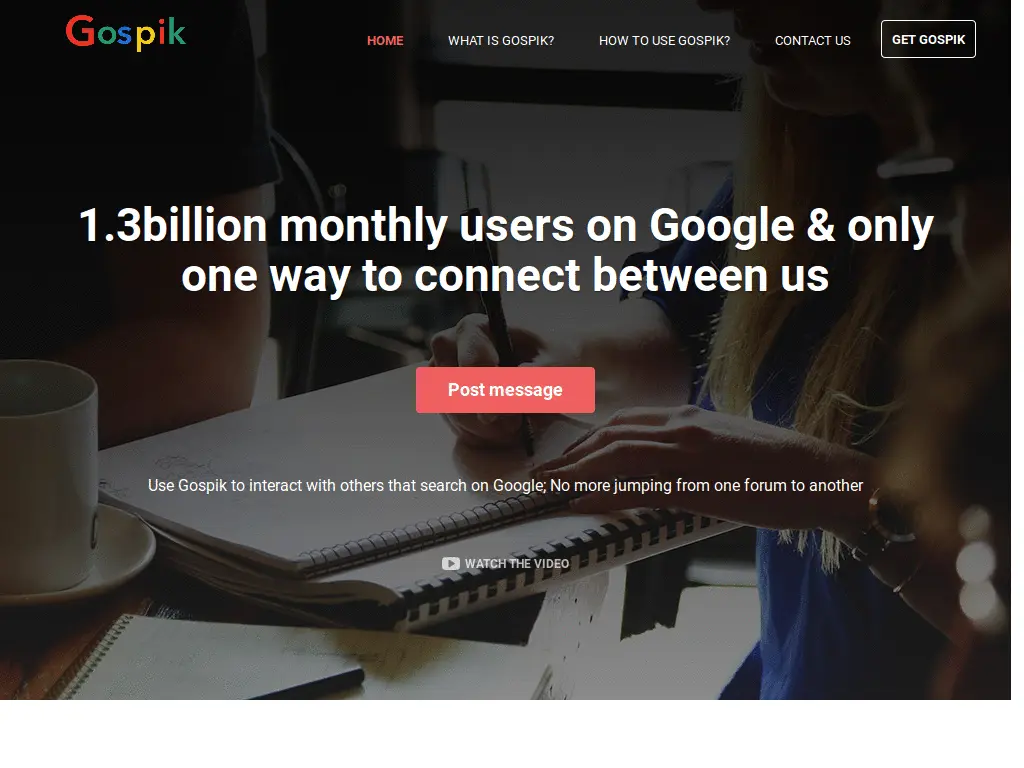 Gospik
HOME
WHAT IS GOSPIK?
HOW TO USE GOSPIK?
CONTACT US
GET GOSPIK
1.3billion monthly users on Google & only
one way to connect between us
Post message
Use Gospik to interact with others that search on Google; No more jumping from one forum to another
WATCH THE VIDEO